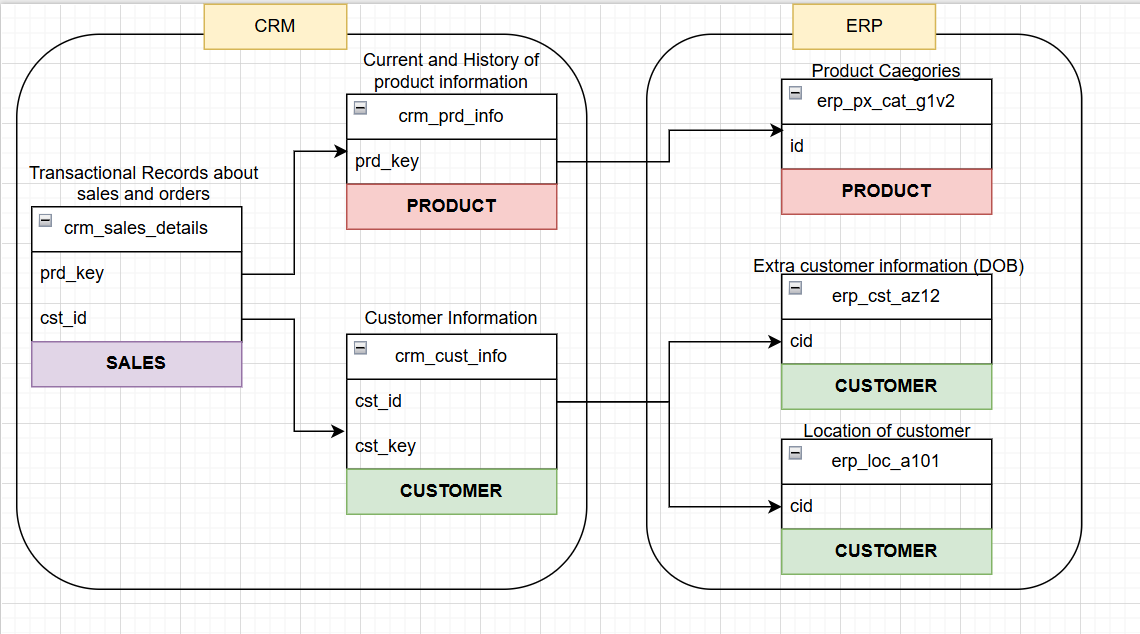 CRM
Current and History of
product information
crm_prd_info
prd_key
PRODUCT
Transactional Records about
sales and orders
crm_sales_details
prd_key
cst_id
SALES
Customer Information
crm_cust_info
cst_id
cst_key
CUSTOMER
ERP
Product Caegories
erp_px_cat_g1v2
id
PRODUCT
Extra customer information (DOB)
erp_cst_az12
cid
CUSTOMER
Location of customer
erp_loc_a101
cid
CUSTOMER